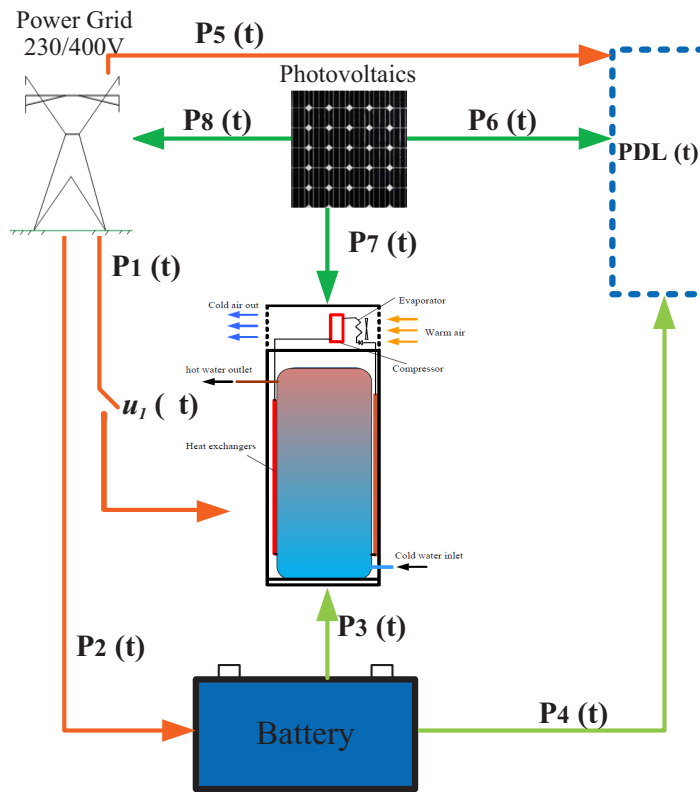 Power Grid
230/400V
P5 (t)
Photovoltaics
P8 (t)
P6 (t)
PDL (t)
P7 (t)
P1 (t)
Cold air out
Evaporator
Warm air
Compressor
hot water outlet
u1 ( t)
Heat exchangers
Cold water inlet
P3 (t)
P2 (t)
P4 (t)
Battery